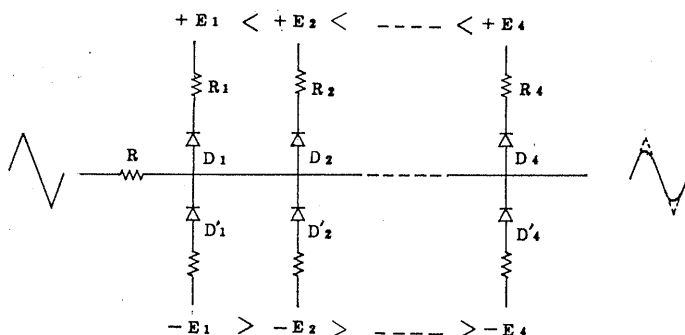 + E1 < + E2 < ---- < + E4
R1 R2 R4
R D1 D2 D4
D'1 D'2 D'4
− E1 > − E2 > ---- > − E4